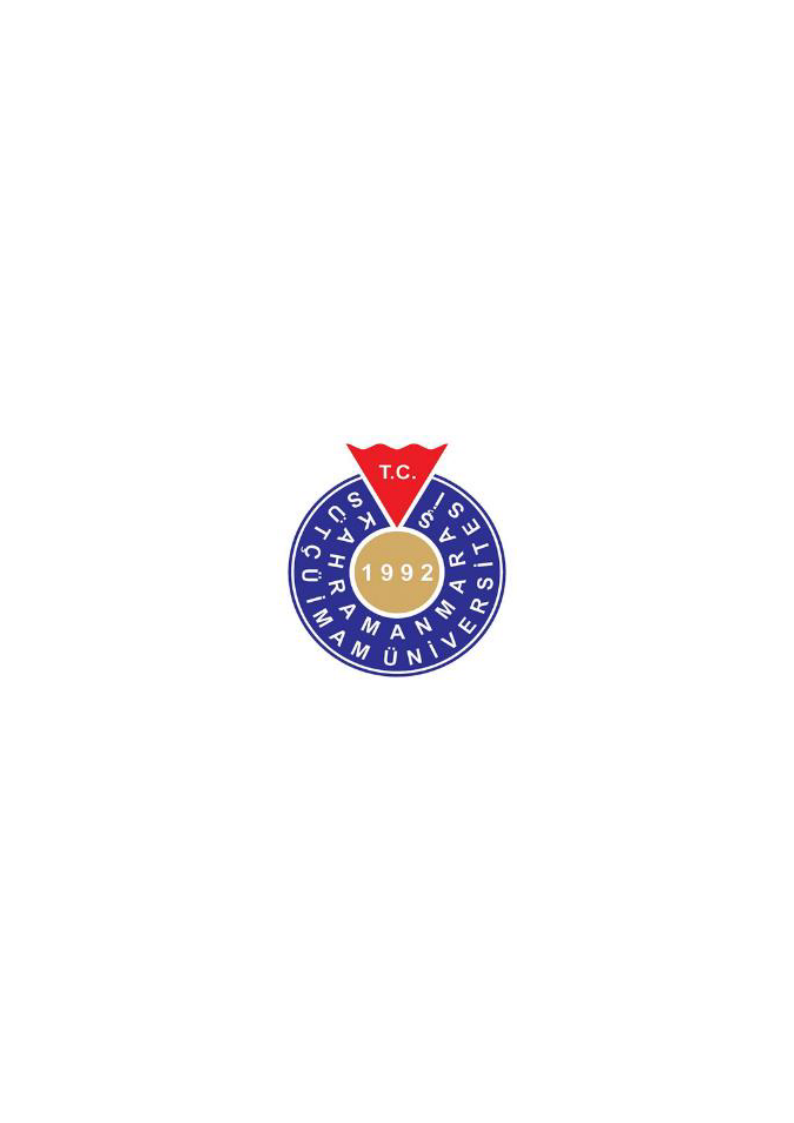 T.C.
KAHRAMANMARAŞ
SÜTÇÜ İMAM ÜNİVERSİTESİ
1992